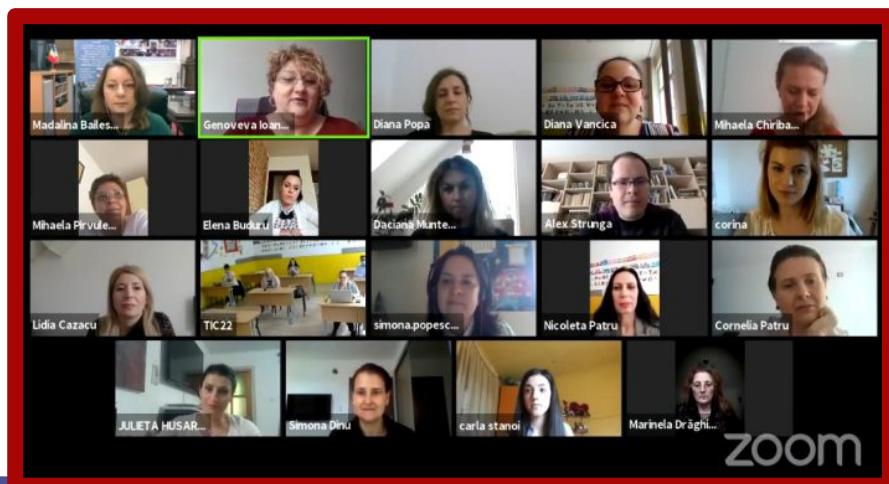 Madalina Bailes...
Genoveva Ioan...
Diana Popa
Diana Vancica
Mihaela Chiriba...
Mihaela Pirvule...
Elena Buduru
Daciana Munte...
Alex Strunga
corina
Lidia Cazacu
TIC22
simona.popesc...
Nicoleta Patru
Cornelia Patru
JULIETA HUSAR...
Simona Dinu
carla stanoi
Marinela Drăghi...
zoom